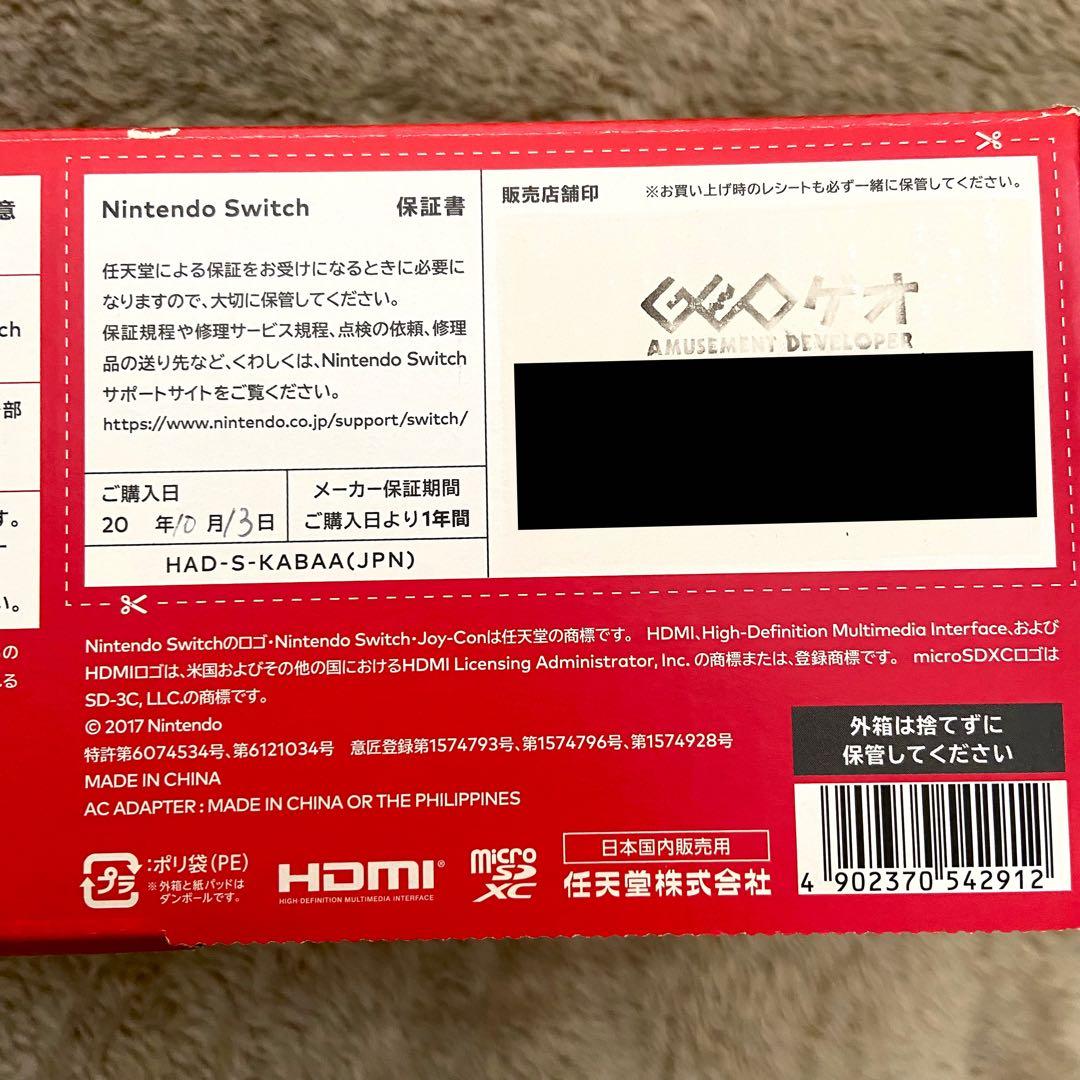 意
ch
部
す。
い。
の
る
Nintendo Switch 保証書
任天堂による保証をお受けになるときに必要に
なりますので、大切に保管してください。
保証規程や修理サービス規程、点検の依頼、修理
品の送り先など、くわしくは、Nintendo Switch
サポートサイトをご覧ください。
https://www.nintendo.co.jp/support/switch/
ご購入日
20 年10月13日
メーカー保証期間
ご購入日より1年間
HAD-S-KABAA(JPN)
販売店舗印 ※お買い上げ時のレシートも必ず一緒に保管してください。
GEOゲオ
AMUSEMENT DEVELOPER
Nintendo Switchのロゴ・Nintendo Switch・Joy-Conは任天堂の商標です。 HDMI、High-Definition Multimedia Interface、および
HDMIロゴは、米国およびその他の国におけるHDMI Licensing Administrator, Inc. の商標または、登録商標です。 microSDXCロゴは
SD-3C, LLC.の商標です。
© 2017 Nintendo
特許第6074534号、第6121034号 意匠登録第1574793号、第1574796号、第1574928号
MADE IN CHINA
AC ADAPTER : MADE IN CHINA OR THE PHILIPPINES
プラ
:ポリ袋(PE)
※外箱と紙パッドは
ダンボールです。
HDMI®
HIGH-DEFINITION MULTIMEDIA INTERFACE
micro
SD
XC
日本国内販売用
任天堂株式会社
外箱は捨てずに
保管してください
4 902370 542912